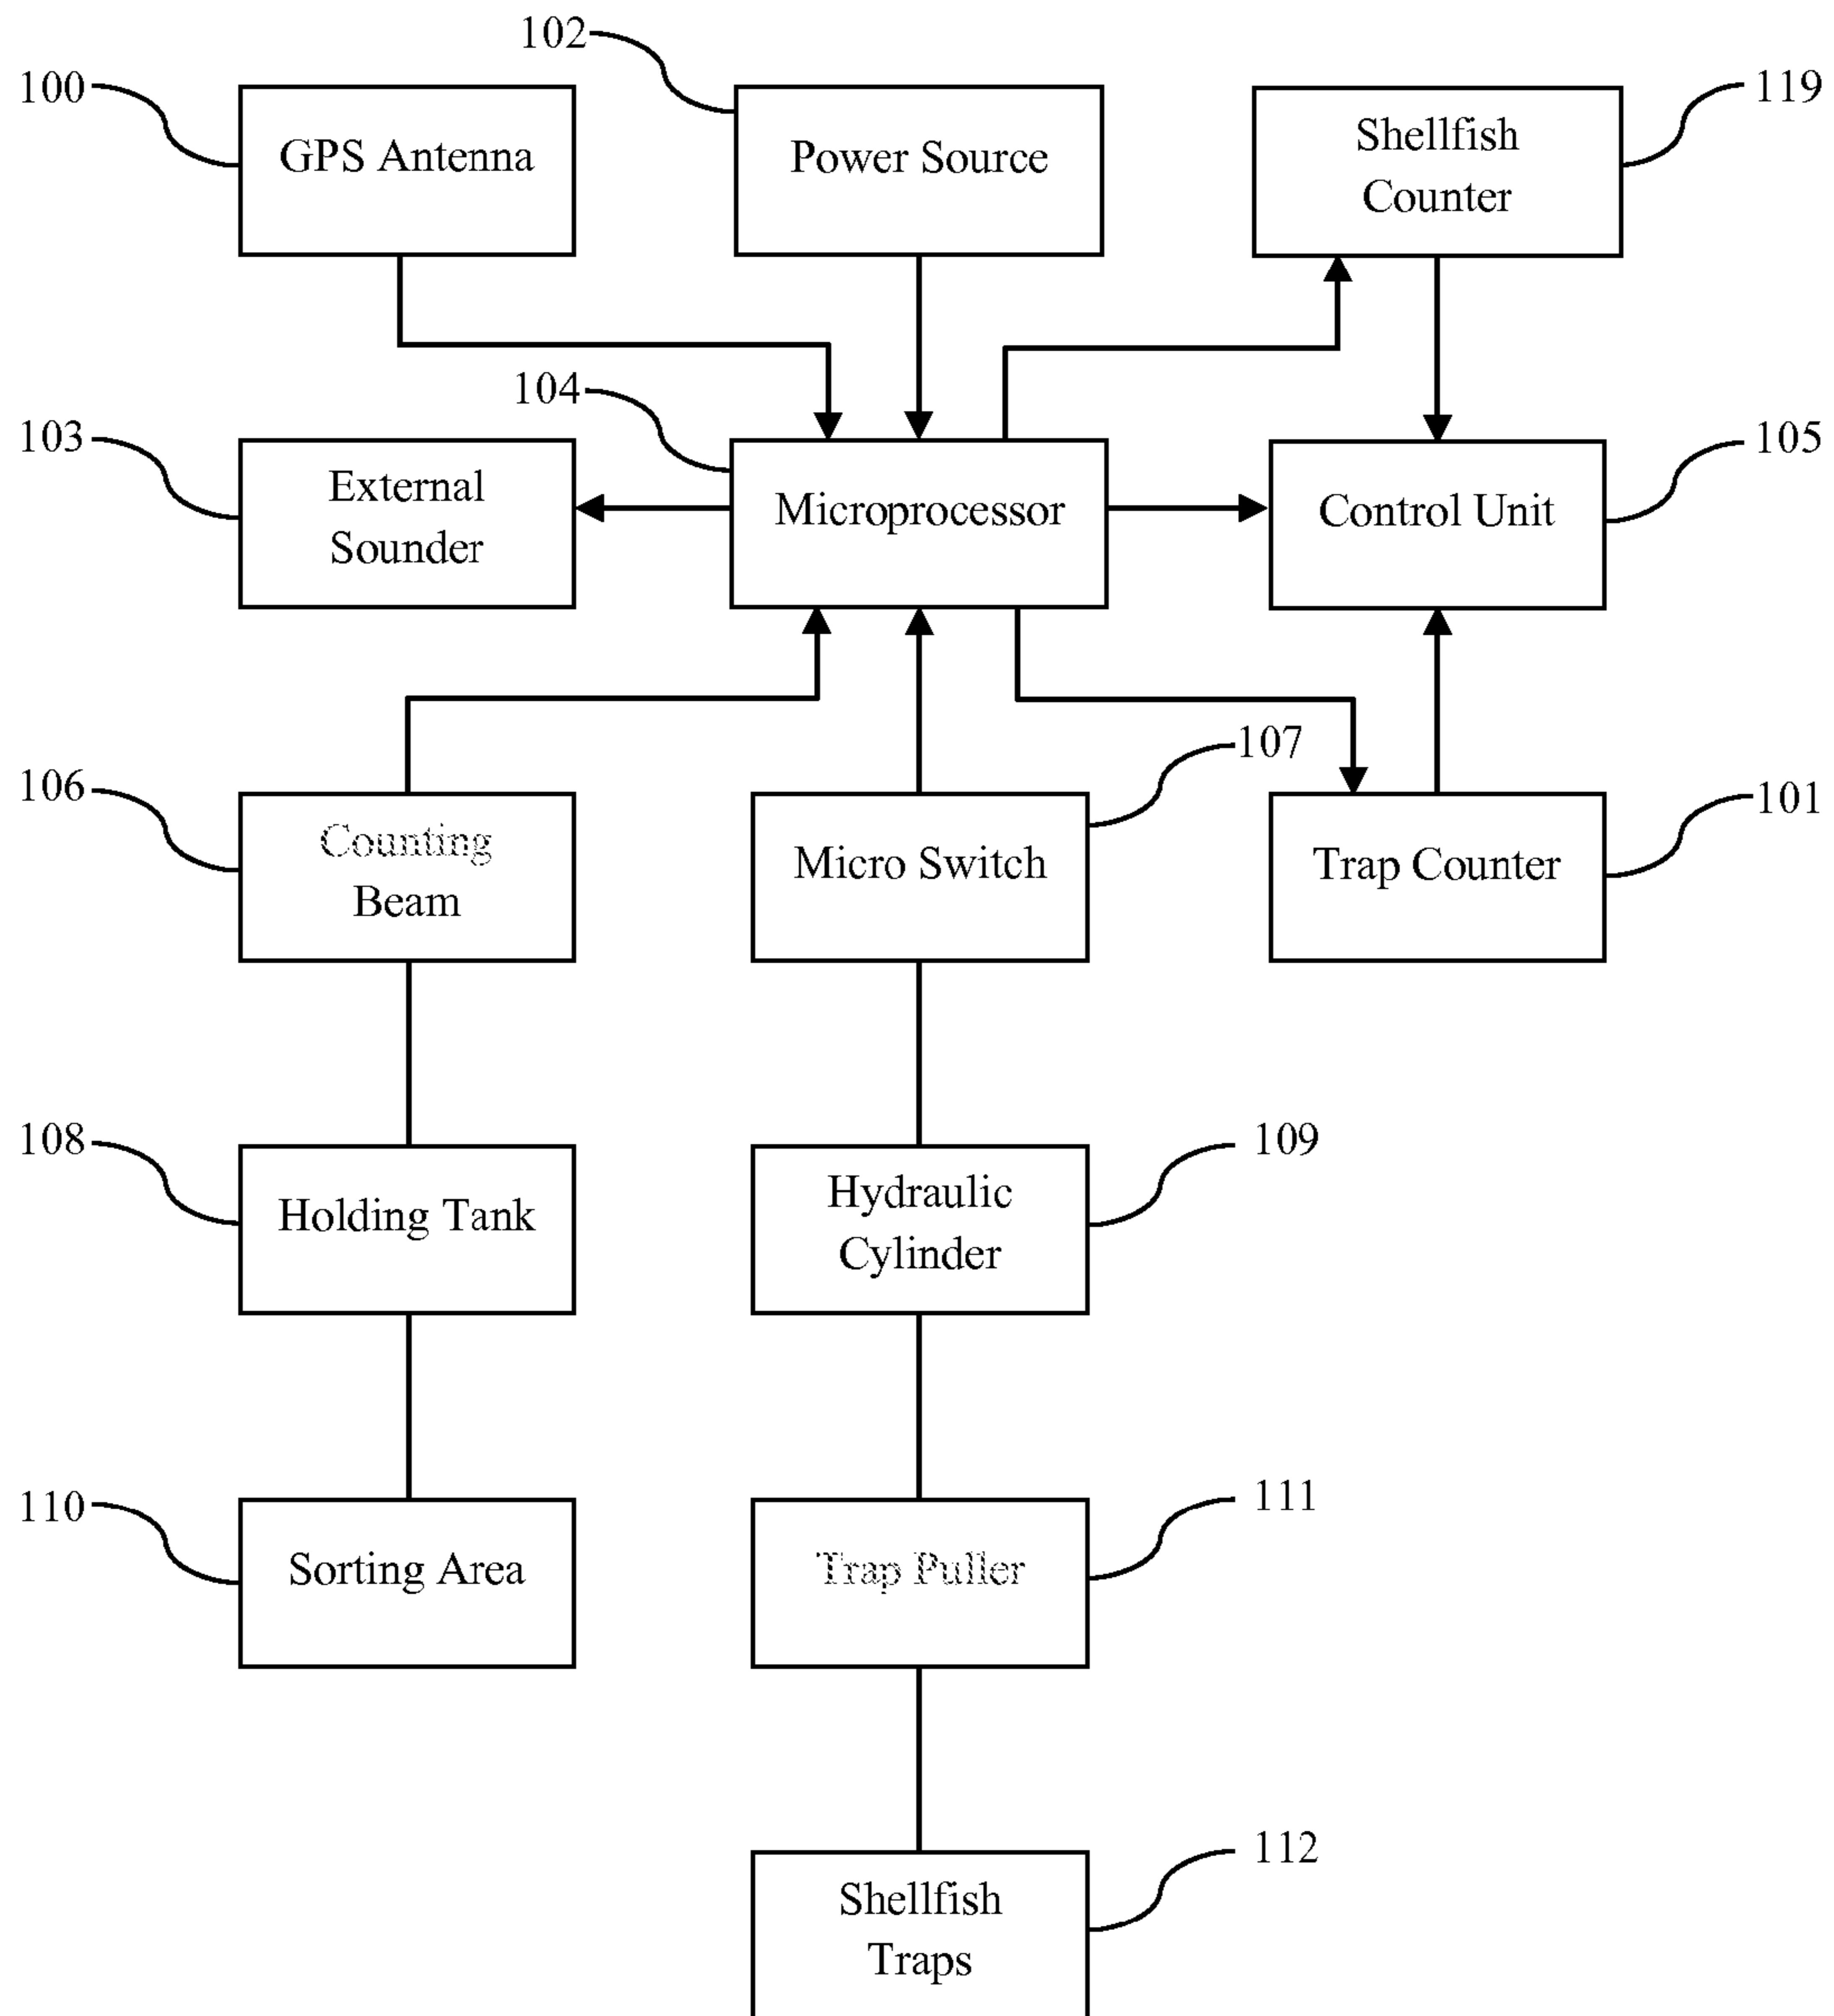 102
100
119
GPS Antenna
Power Source
Shellfish
Counter
104
103
105
External
Sounder
Microprocessor
Control Unit
107
106
101
Counting
Beam
Micro Switch
Trap Counter
108
109
Holding Tank
Hydraulic
Cylinder
110
111
Sorting Area
Trap Puller
112
Shellfish
Traps